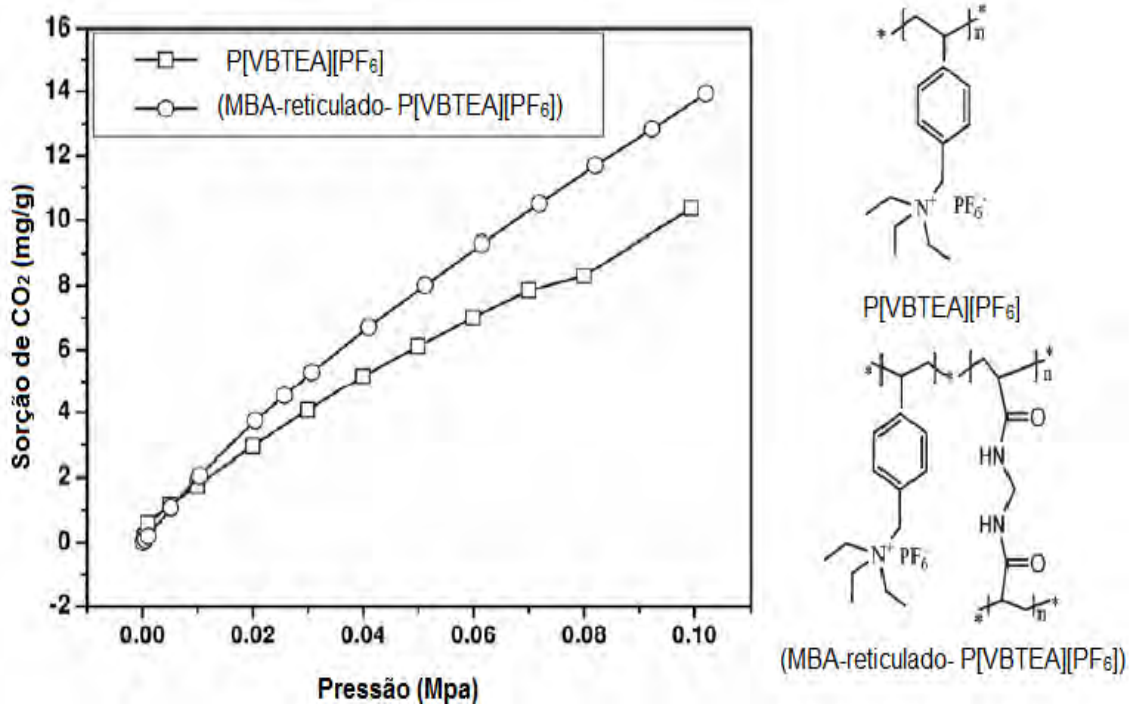 16
14
12
10
8
6
4
2
0
-2
Sorção de CO₂ (mg/g)
P[VBTEA][PF₆]
(MBA-reticulado- P[VBTEA][PF₆])
0.00 0.02 0.04 0.06 0.08 0.10
Pressão (Mpa)
* * n
N⁺ PF₆⁻
P[VBTEA][PF₆]
* * * n
O
HN
HN
N⁺ PF₆⁻ O
* n *
(MBA-reticulado- P[VBTEA][PF₆])